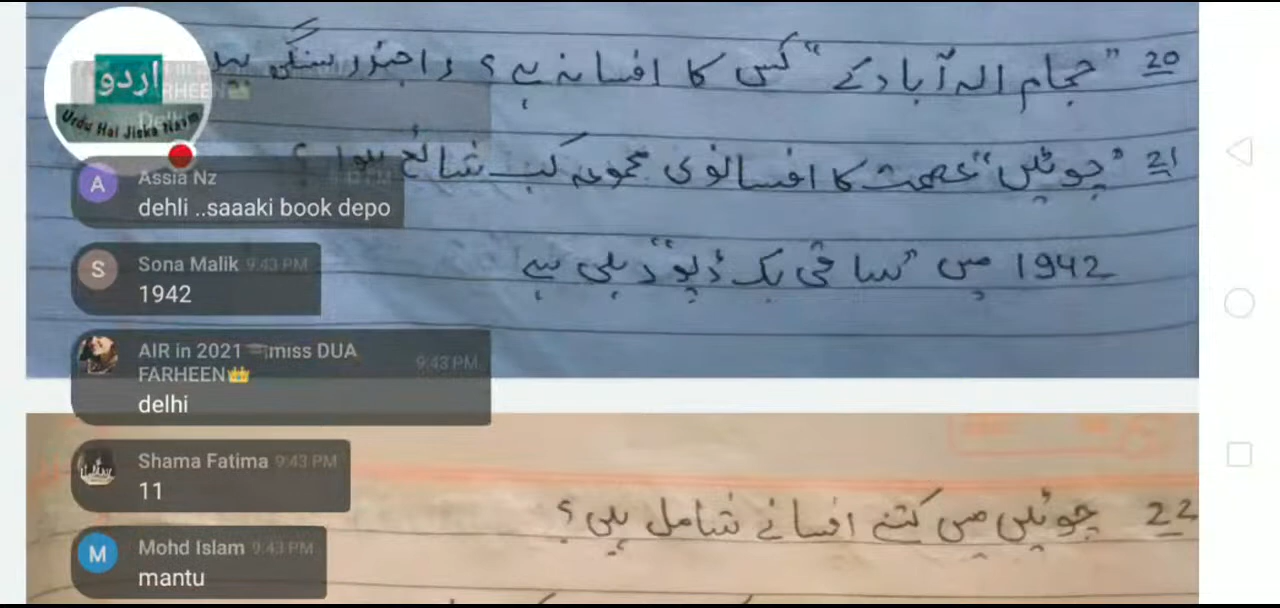 20 "حجام الہ آباد کے" کس کا افسانہ ہے؟ راجندر سنگھ
21 "چوٹیں" عصمت کا افسانوی مجموعہ کب شائع ہوا؟
1942 میں "ساقی بک ڈپو" دہلی سے
22 چوٹیں میں کتنے افسانے شامل ہیں؟
اردو
Urdu Hai Jiska Naam
FARHEEN
Delhi
Assia Nz
dehli ..saaaki book depo
Sona Malik 9:43 PM
1942
AIR in 2021 miss DUA 9:43 PM
FARHEEN👑
delhi
Shama Fatima 9:43 PM
11
Mohd Islam 9:43 PM
mantu